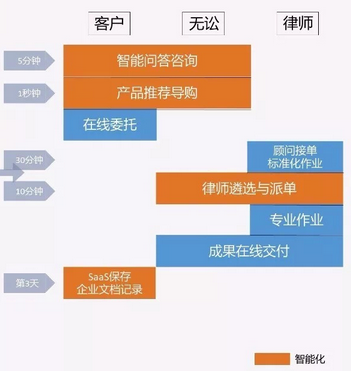 客户 无讼 律师
5分钟 智能问答咨询
1秒钟 产品推荐导购
在线委托
30分钟 顾问接单
标准化作业
10分钟 律师遴选与派单
专业作业
成果在线交付
第3天 SaaS保存
企业文档记录
智能化